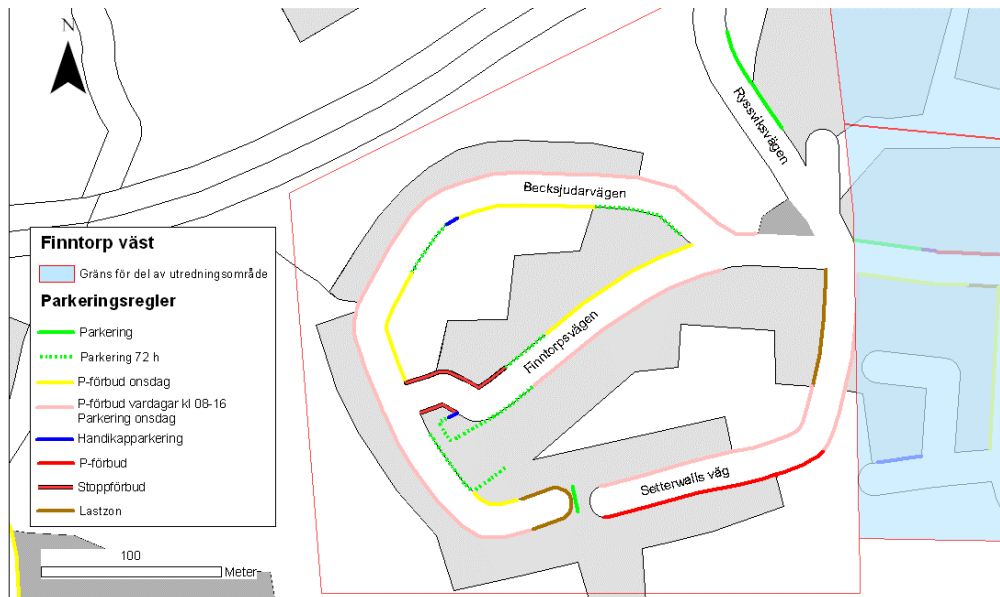 N
Ryssviksvägen
Becksjudarvägen
Finntorp väst
Gräns för del av utredningsområde
Parkeringsregler
Parkering
Parkering 72 h
P-förbud onsdag
P-förbud vardagar kl 08-16
Parkering onsdag
Handikapparkering
P-förbud
Stoppförbud
Lastzon
Finntorpsvägen
Setterwalls väg
100
Meter